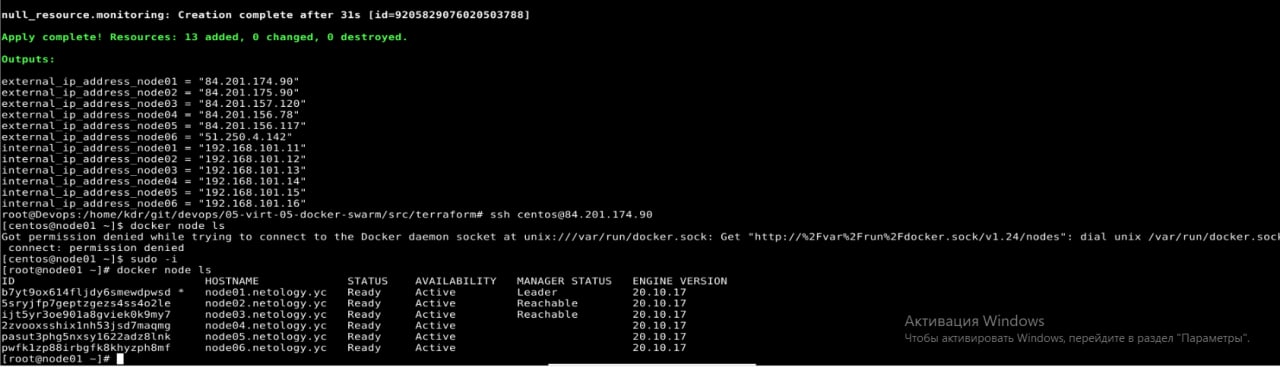 null_resource.monitoring: Creation complete after 31s [id=9205829076020503788]
Apply complete! Resources: 13 added, 0 changed, 0 destroyed.
Outputs:
external_ip_address_node01 = "84.201.174.90"
external_ip_address_node02 = "84.201.175.90"
external_ip_address_node03 = "84.201.157.120"
external_ip_address_node04 = "84.201.156.78"
external_ip_address_node05 = "84.201.156.117"
external_ip_address_node06 = "51.250.4.142"
internal_ip_address_node01 = "192.168.101.11"
internal_ip_address_node02 = "192.168.101.12"
internal_ip_address_node03 = "192.168.101.13"
internal_ip_address_node04 = "192.168.101.14"
internal_ip_address_node05 = "192.168.101.15"
internal_ip_address_node06 = "192.168.101.16"
root@Devops:/home/kdr/git/devops/05-virt-05-docker-swarm/src/terraform# ssh centos@84.201.174.90
[centos@node01 ~]$ docker node ls
Got permission denied while trying to connect to the Docker daemon socket at unix:///var/run/docker.sock: Get "http://%2Fvar%2Frun%2Fdocker.sock/v1.24/nodes": dial unix /var/run/docker.sock
connect: permission denied
[centos@node01 ~]$ sudo -i
[root@node01 ~]# docker node ls
ID HOSTNAME STATUS AVAILABILITY MANAGER STATUS ENGINE VERSION
b7yt9ox614fljdy6smewdpwsd * node01.netology.yc Ready Active Leader 20.10.17
5sryjfp7geptzgezs4ss4o2le node02.netology.yc Ready Active Reachable 20.10.17
ijt5yr3oe901a8gviek0k9my7 node03.netology.yc Ready Active Reachable 20.10.17
2zvooxsshix1nh53jsd7maqmg node04.netology.yc Ready Active 20.10.17
pasut3phg5nxsy1622adz8lnk node05.netology.yc Ready Active 20.10.17
pwfk1zp88irbgfk8khyzph8mf node06.netology.yc Ready Active 20.10.17
[root@node01 ~]#
Активация Windows
Чтобы активировать Windows, перейдите в раздел "Параметры".